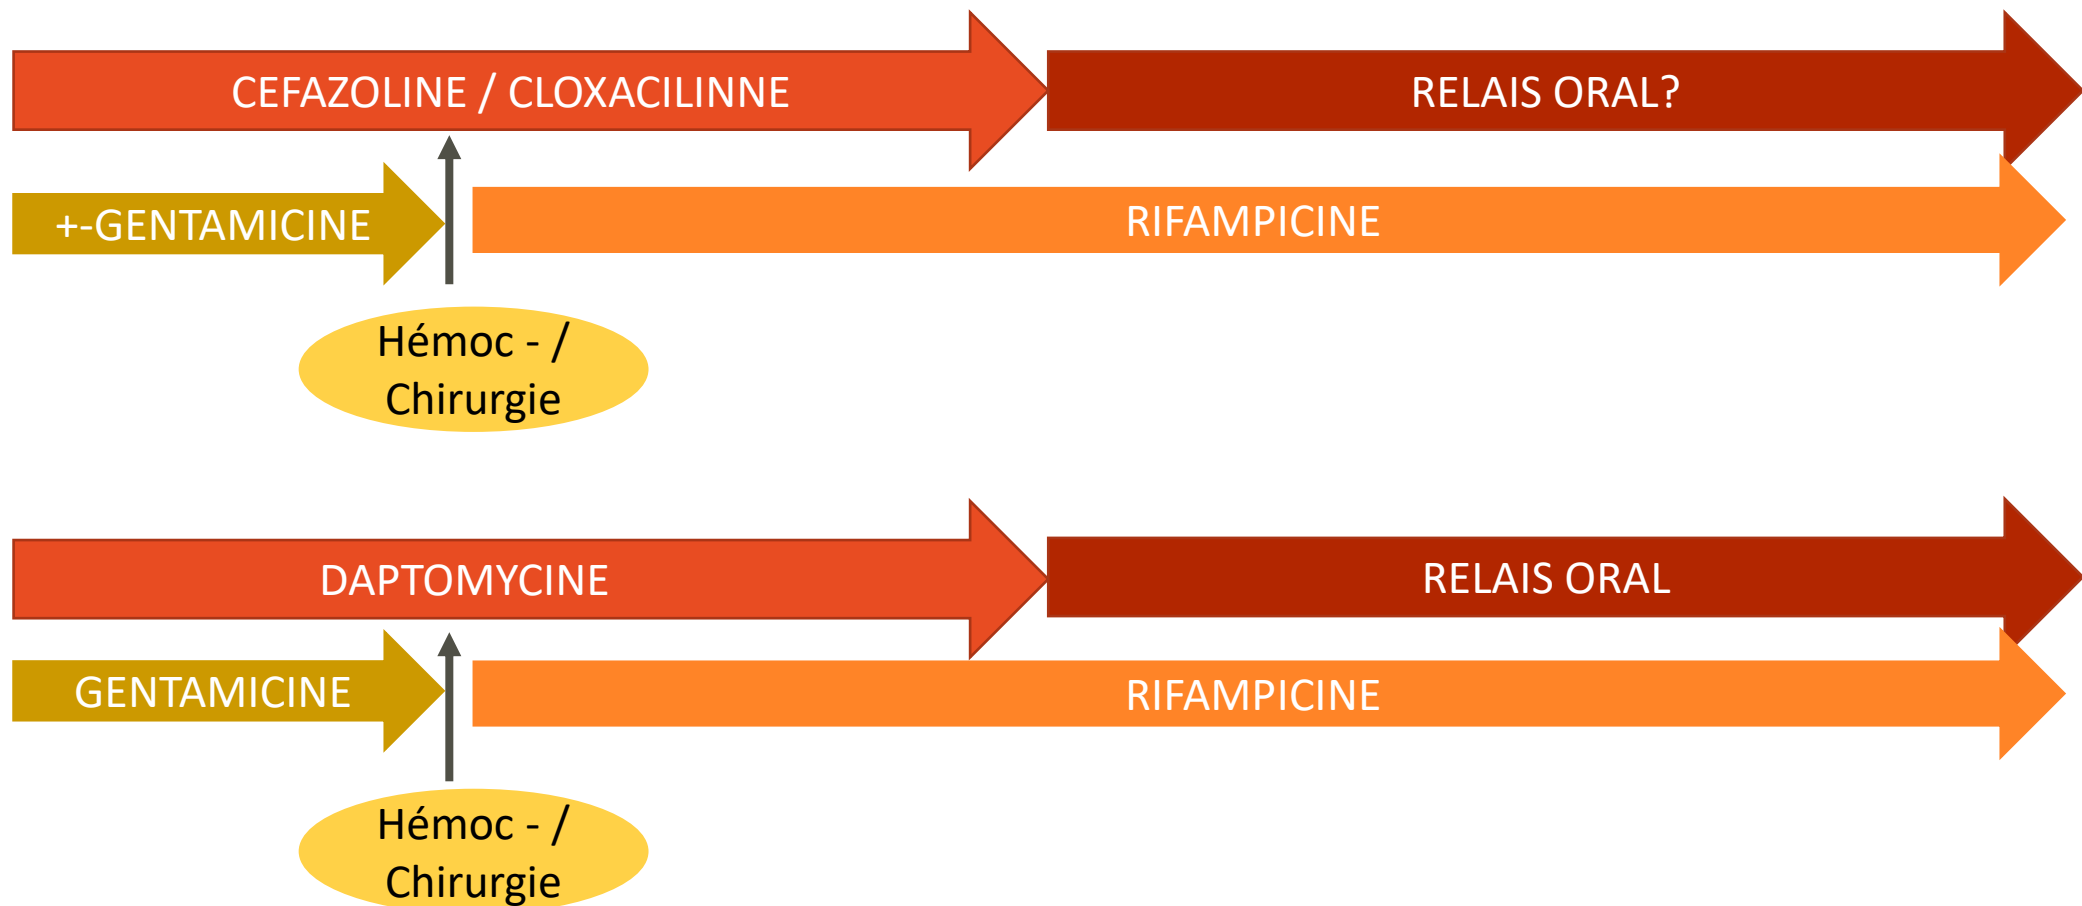 CEFAZOLINE / CLOXACILINNE
RELAIS ORAL?
+-GENTAMICINE
RIFAMPICINE
Hémoc - /
Chirurgie
DAPTOMYCINE
RELAIS ORAL
GENTAMICINE
RIFAMPICINE
Hémoc - /
Chirurgie